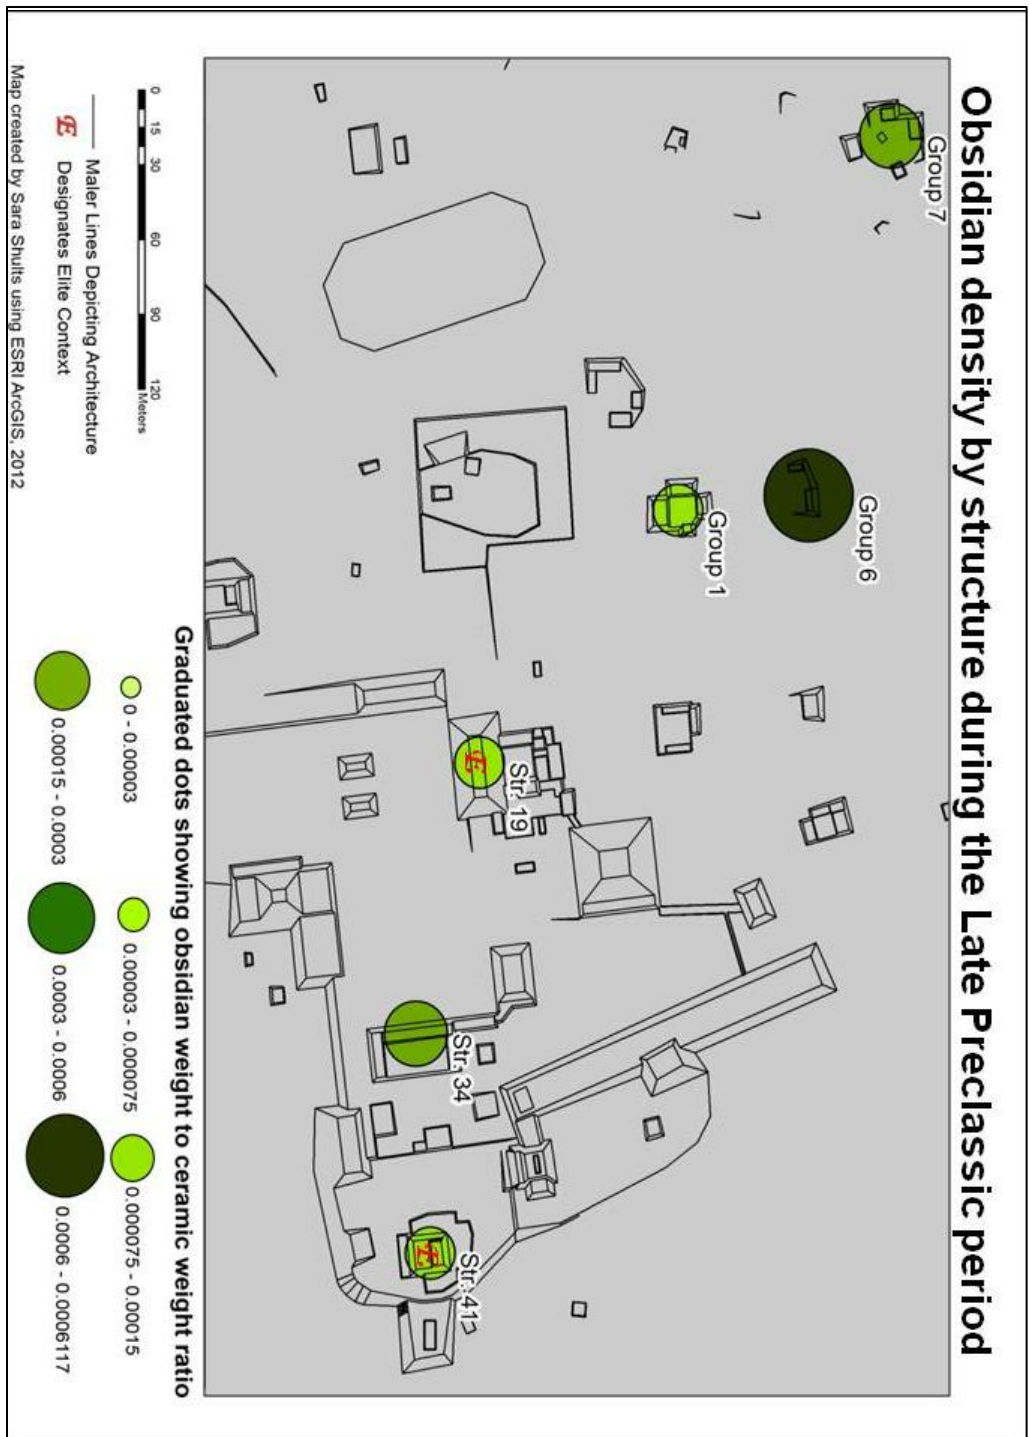 Obsidian density by structure during the Late Preclassic period
Group 7
Group 6
Group 1
Str. 19
Str. 34
Str. 41
0 15 30 60 90 120
Meters
Maler Lines Depicting Architecture
E Designates Elite Context
Map created by Sara Shults using ESRI ArcGIS, 2012
Graduated dots showing obsidian weight to ceramic weight ratio
0 - 0.00003
0.00003 - 0.000075
0.000075 - 0.00015
0.00015 - 0.0003
0.0003 - 0.0006
0.0006 - 0.0006117
E
E